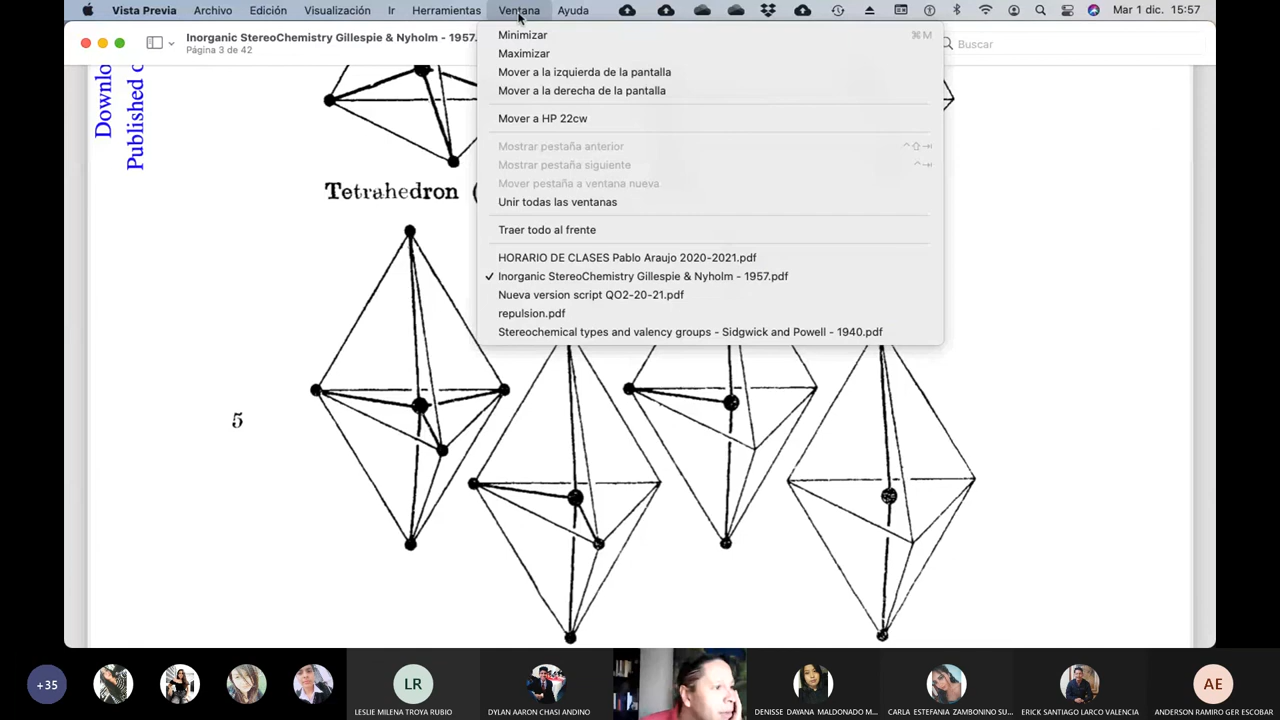 Vista Previa Archivo Edición Visualización Ir Herramientas Ventana Ayuda Mar 1 dic. 15:57
Inorganic StereoChemistry Gillespie & Nyholm - 1957.
Página 3 de 42
Buscar
Minimizar ⌘M
Maximizar
Mover a la izquierda de la pantalla
Mover a la derecha de la pantalla
Mover a HP 22cw
Mostrar pestaña anterior ^⇧⇥
Mostrar pestaña siguiente ^⇥
Mover pestaña a ventana nueva
Unir todas las ventanas
Traer todo al frente
HORARIO DE CLASES Pablo Araujo 2020-2021.pdf
✓ Inorganic StereoChemistry Gillespie & Nyholm - 1957.pdf
Nueva version script QO2-20-21.pdf
repulsion.pdf
Stereochemical types and valency groups - Sidgwick and Powell - 1940.pdf
Downlo
Published o
Tetrahedron (
5
+35
LR
AE
LESLIE MILENA TROYA RUBIO
DYLAN AARON CHASI ANDINO
DENISSE DAYANA MALDONADO M...
CARLA ESTEFANIA ZAMBONINO SU...
ERICK SANTIAGO LARCO VALENCIA
ANDERSON RAMIRO GER ESCOBAR